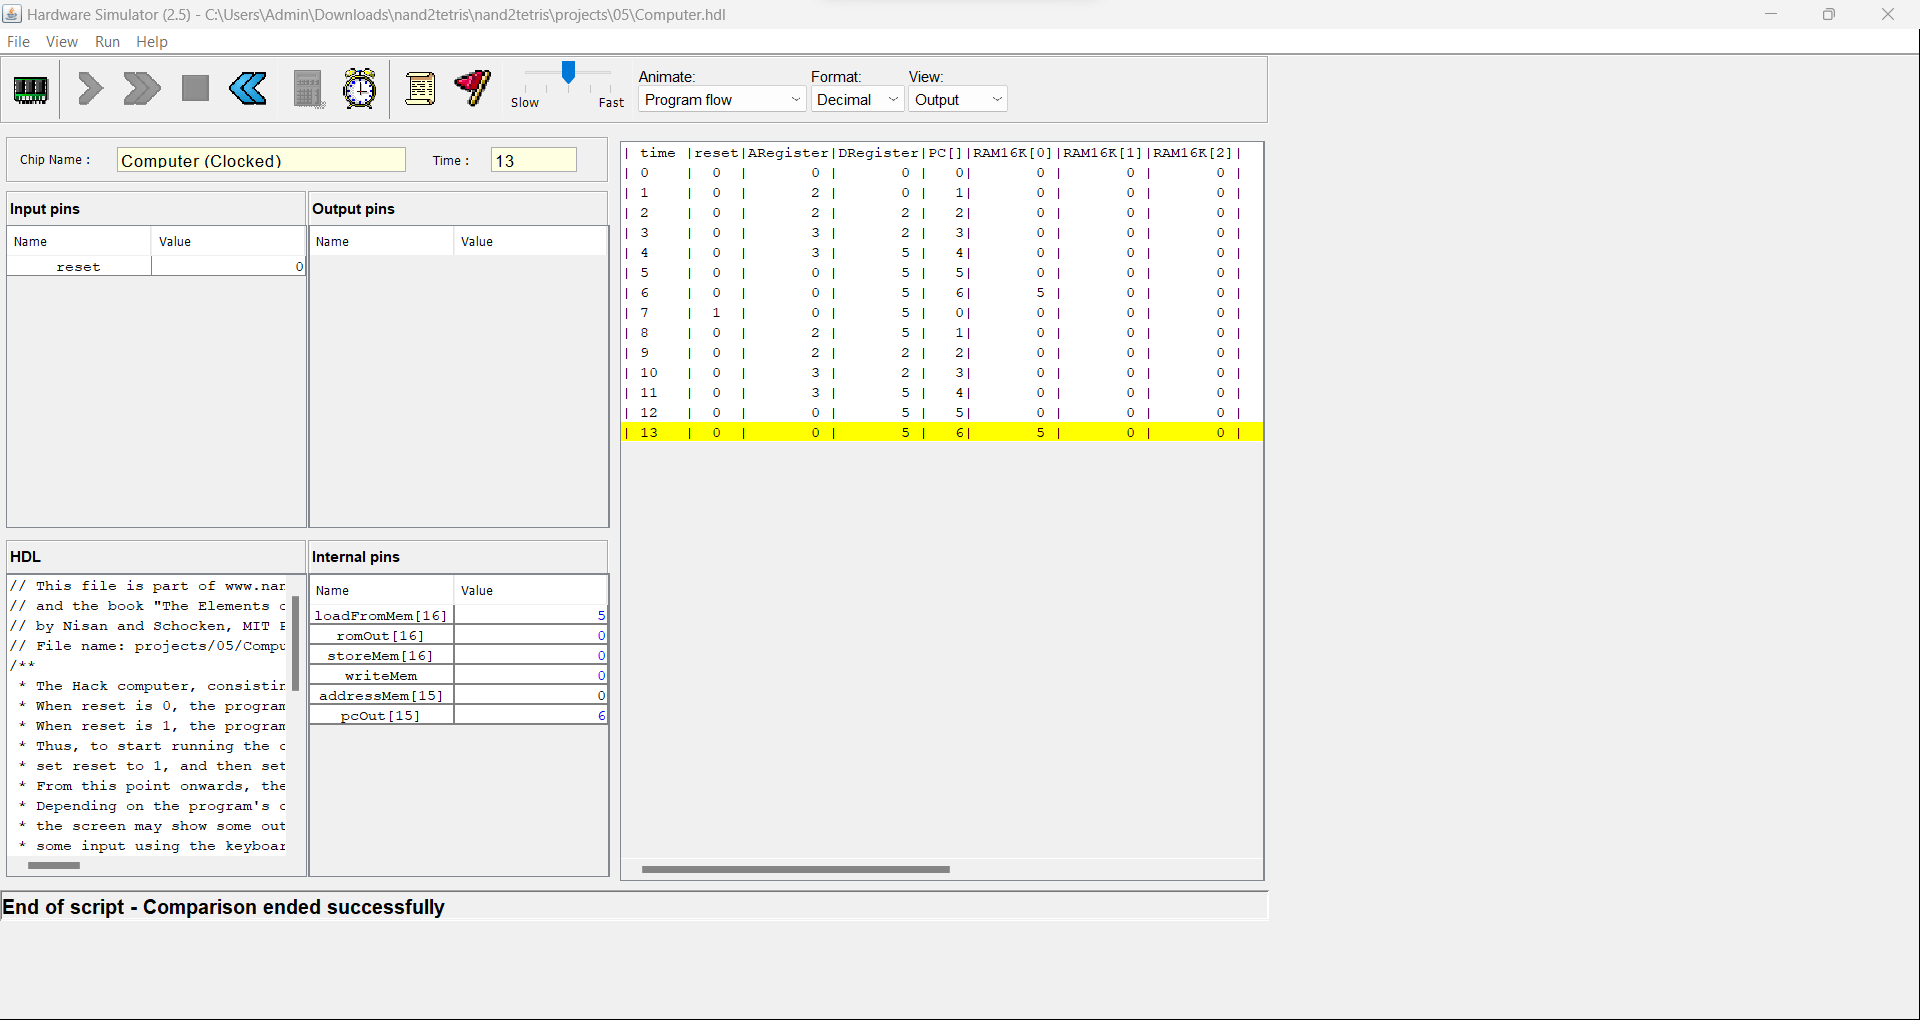 Hardware Simulator (2.5) - C:\Users\Admin\Downloads\nand2tetris\nand2tetris\projects\05\Computer.hdl
File View Run Help
Animate: Format: View:
Slow Fast Program flow Decimal Output
Chip Name : Computer (Clocked) Time : 13
Input pins
Name Value
reset 0
Output pins
Name Value
HDL
// This file is part of www.nan
// and the book "The Elements o
// by Nisan and Schocken, MIT P
// File name: projects/05/Compu
/**
* The Hack computer, consistin
* When reset is 0, the program
* When reset is 1, the program
* Thus, to start running the c
* set reset to 1, and then set
* From this point onwards, the
* Depending on the program's c
* the screen may show some out
* some input using the keyboar
Internal pins
Name Value
loadFromMem[16] 5
romOut[16] 0
storeMem[16] 0
writeMem 0
addressMem[15] 0
pcOut[15] 6
| time |reset|ARegister|DRegister|PC[]|RAM16K[0]|RAM16K[1]|RAM16K[2]|
| 0 | 0 | 0 | 0 | 0| 0 | 0 | 0 |
| 1 | 0 | 2 | 0 | 1| 0 | 0 | 0 |
| 2 | 0 | 2 | 2 | 2| 0 | 0 | 0 |
| 3 | 0 | 3 | 2 | 3| 0 | 0 | 0 |
| 4 | 0 | 3 | 5 | 4| 0 | 0 | 0 |
| 5 | 0 | 0 | 5 | 5| 0 | 0 | 0 |
| 6 | 0 | 0 | 5 | 6| 5 | 0 | 0 |
| 7 | 1 | 0 | 5 | 0| 0 | 0 | 0 |
| 8 | 0 | 2 | 5 | 1| 0 | 0 | 0 |
| 9 | 0 | 2 | 2 | 2| 0 | 0 | 0 |
| 10 | 0 | 3 | 2 | 3| 0 | 0 | 0 |
| 11 | 0 | 3 | 5 | 4| 0 | 0 | 0 |
| 12 | 0 | 0 | 5 | 5| 0 | 0 | 0 |
| 13 | 0 | 0 | 5 | 6| 5 | 0 | 0 |
End of script - Comparison ended successfully